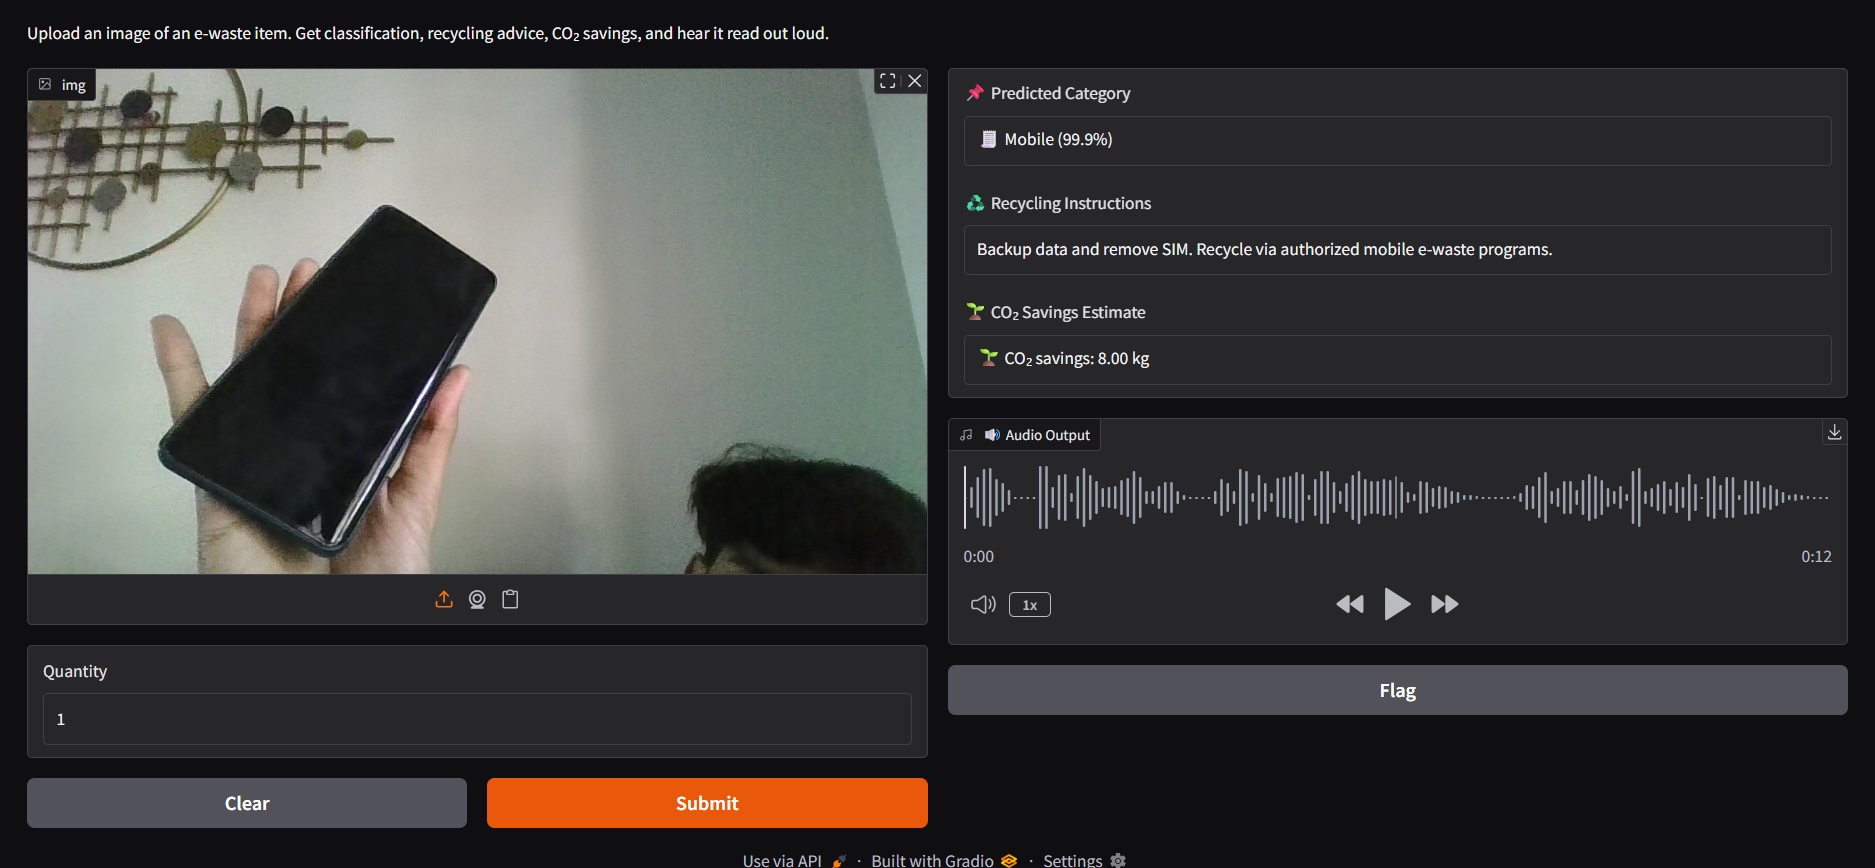 Upload an image of an e-waste item. Get classification, recycling advice, CO₂ savings, and hear it read out loud.
img
Quantity
1
Clear
Submit
📌 Predicted Category
🧾 Mobile (99.9%)
♻️ Recycling Instructions
Backup data and remove SIM. Recycle via authorized mobile e-waste programs.
🌱 CO₂ Savings Estimate
🌱 CO₂ savings: 8.00 kg
🔊 Audio Output
0:00
0:12
1x
Flag
Use via API 🚀 · Built with Gradio · Settings ⚙️